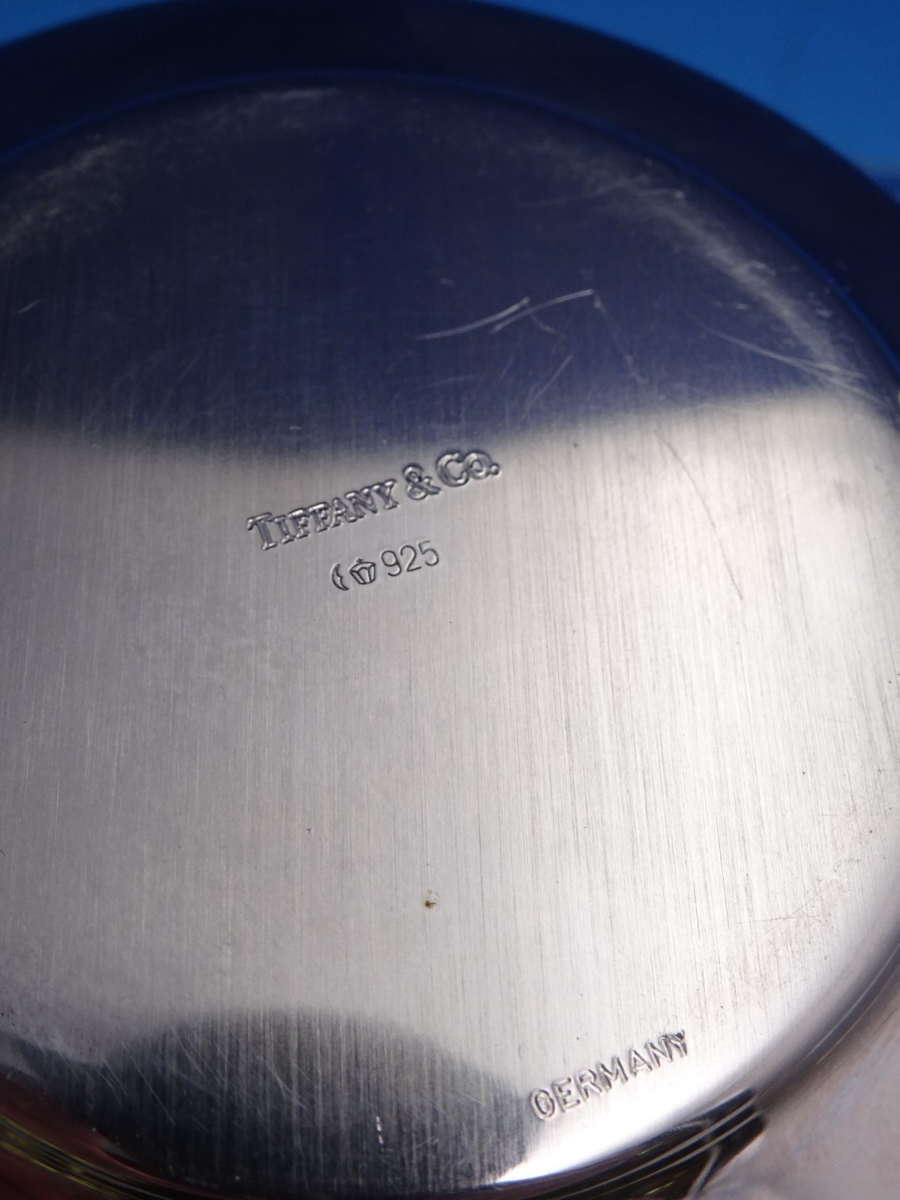 TIFFANY & CO.
925
GERMANY